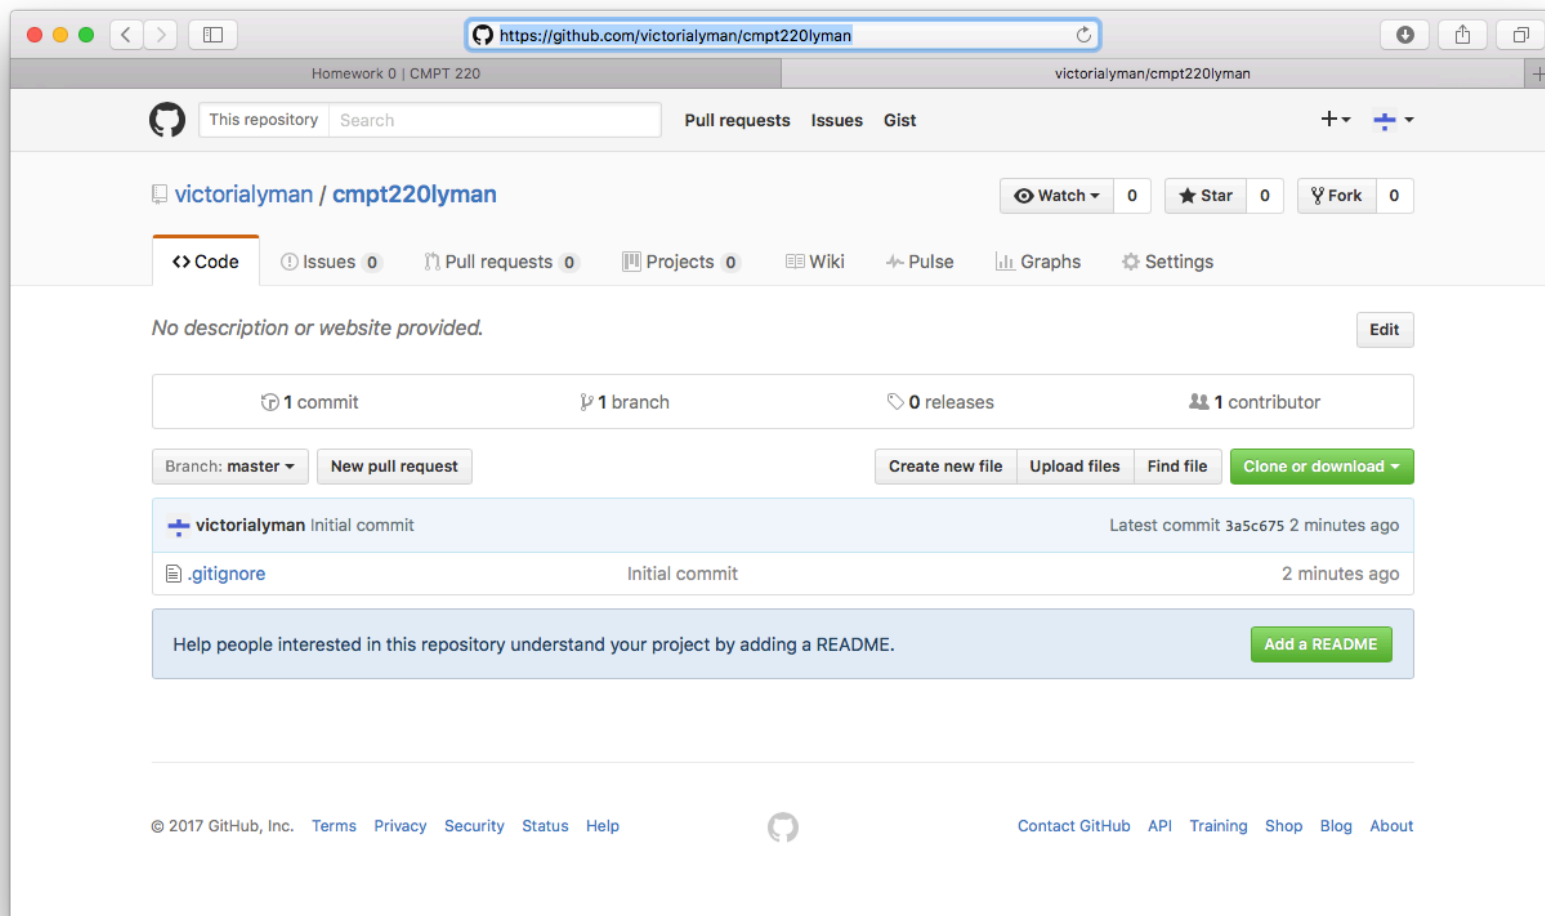 https://github.com/victorialyman/cmpt220lyman
Homework 0 | CMPT 220
victorialyman/cmpt220lyman
This repository Search Pull requests Issues Gist
victorialyman / cmpt220lyman Watch 0 Star 0 Fork 0
Code Issues 0 Pull requests 0 Projects 0 Wiki Pulse Graphs Settings
No description or website provided. Edit
1 commit 1 branch 0 releases 1 contributor
Branch: master New pull request Create new file Upload files Find file Clone or download
victorialyman Initial commit Latest commit 3a5c675 2 minutes ago
.gitignore Initial commit 2 minutes ago
Help people interested in this repository understand your project by adding a README. Add a README
© 2017 GitHub, Inc. Terms Privacy Security Status Help Contact GitHub API Training Shop Blog About